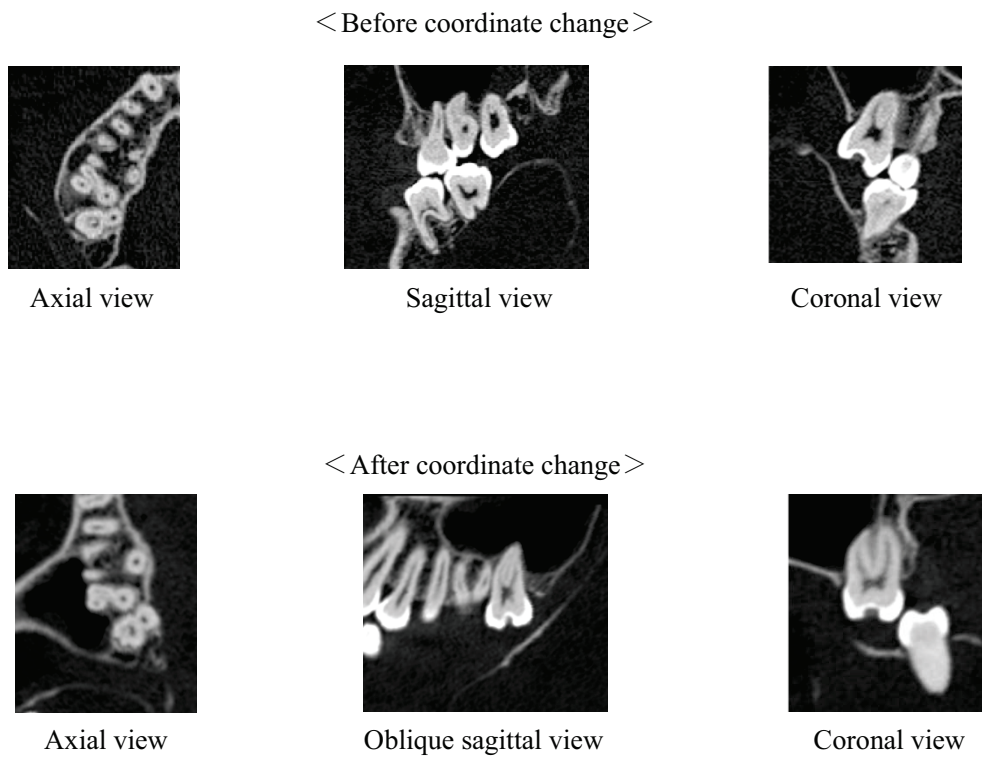 ＜Before coordinate change＞
Axial view
Sagittal view
Coronal view
＜After coordinate change＞
Axial view
Oblique sagittal view
Coronal view